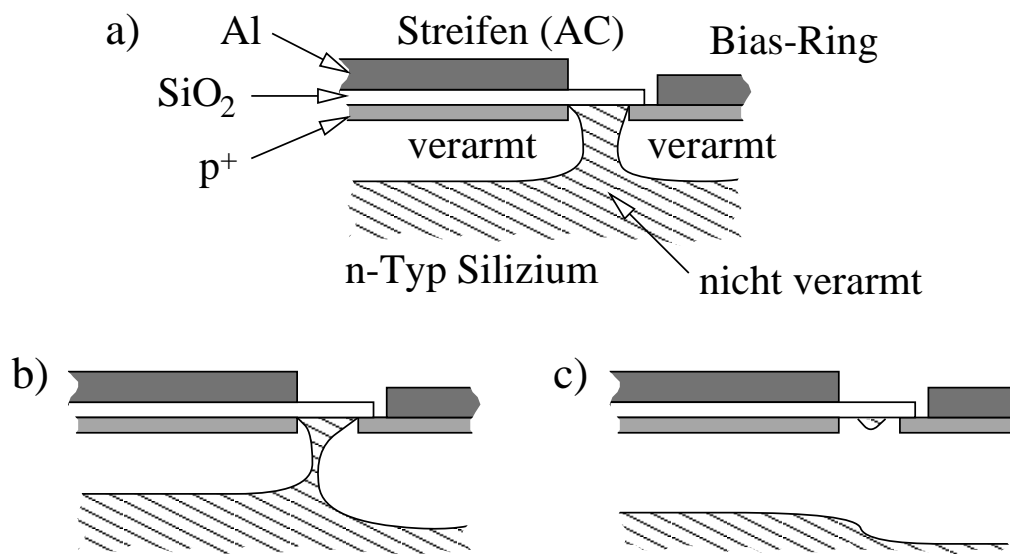 a)
Al
Streifen (AC)
Bias-Ring
SiO₂
p⁺
verarmt
verarmt
n-Typ Silizium
nicht verarmt
b)
c)